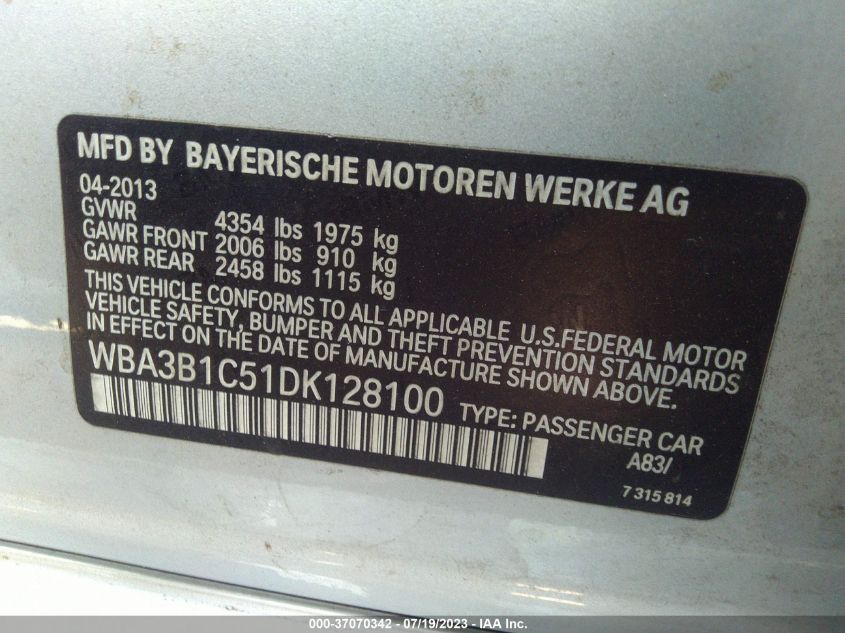 MFD BY BAYERISCHE MOTOREN WERKE AG
04-2013
GVWR 4354 lbs 1975 kg
GAWR FRONT 2006 lbs 910 kg
GAWR REAR 2458 lbs 1115 kg
THIS VEHICLE CONFORMS TO ALL APPLICABLE U.S.FEDERAL MOTOR
VEHICLE SAFETY, BUMPER AND THEFT PREVENTION STANDARDS
IN EFFECT ON THE DATE OF MANUFACTURE SHOWN ABOVE.
WBA3B1C51DK128100 TYPE: PASSENGER CAR
A83/
7 315 814
000-37070342 - 07/19/2023 - IAA Inc.